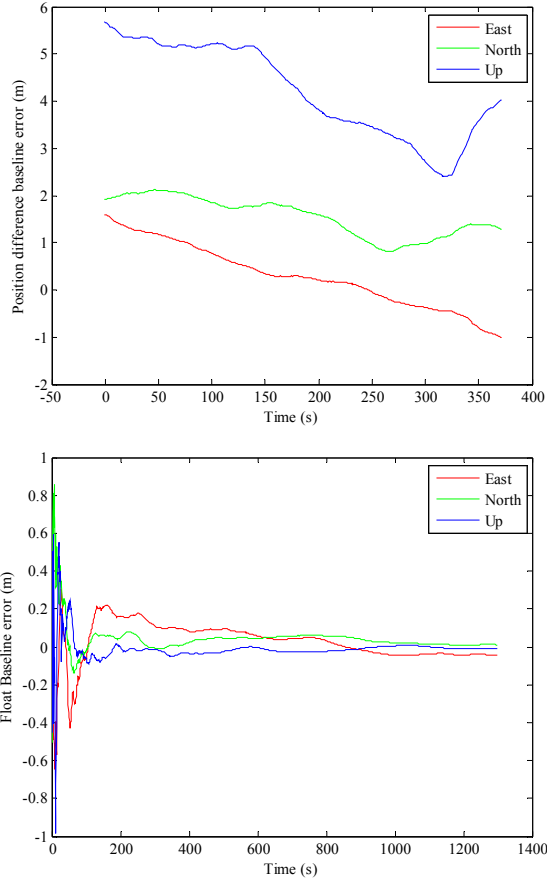 6
5
4
3
2
1
0
-1
-2
Position difference baseline error (m)
East
North
Up
-50 0 50 100 150 200 250 300 350 400
Time (s)
1
0.8
0.6
0.4
0.2
0
-0.2
-0.4
-0.6
-0.8
-1
Float Baseline error (m)
East
North
Up
0 200 400 600 800 1000 1200 1400
Time (s)